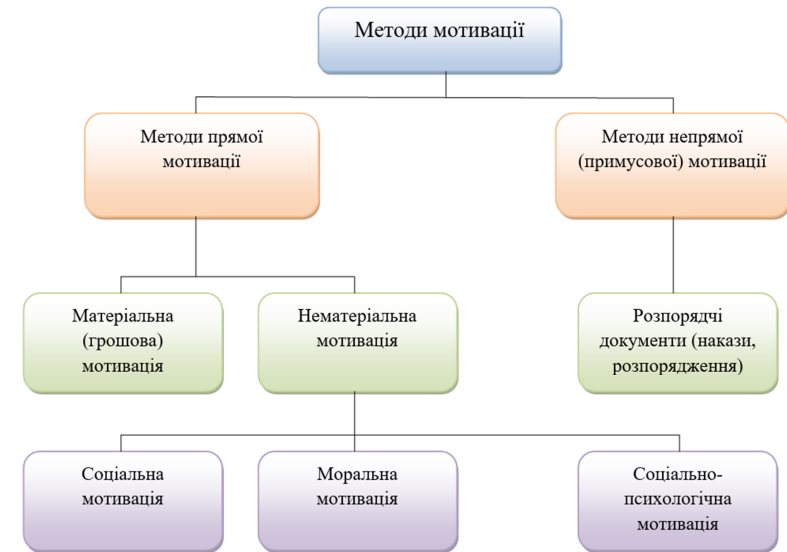 Методи мотивації
Методи прямої
мотивації
Методи непрямої
(примусової) мотивації
Матеріальна
(грошова)
мотивація
Нематеріальна
мотивація
Розпорядчі
документи (накази,
розпорядження)
Соціальна
мотивація
Моральна
мотивація
Соціально-
психологічна
мотивація